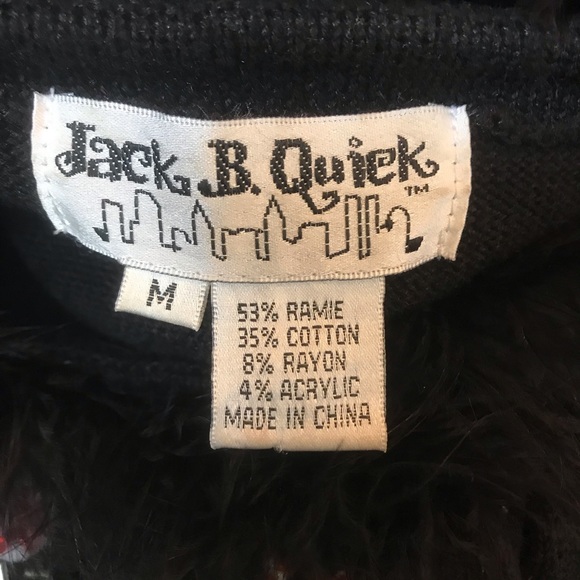 Jack B. Quick™
M
53% RAMIE
35% COTTON
8% RAYON
4% ACRYLIC
MADE IN CHINA